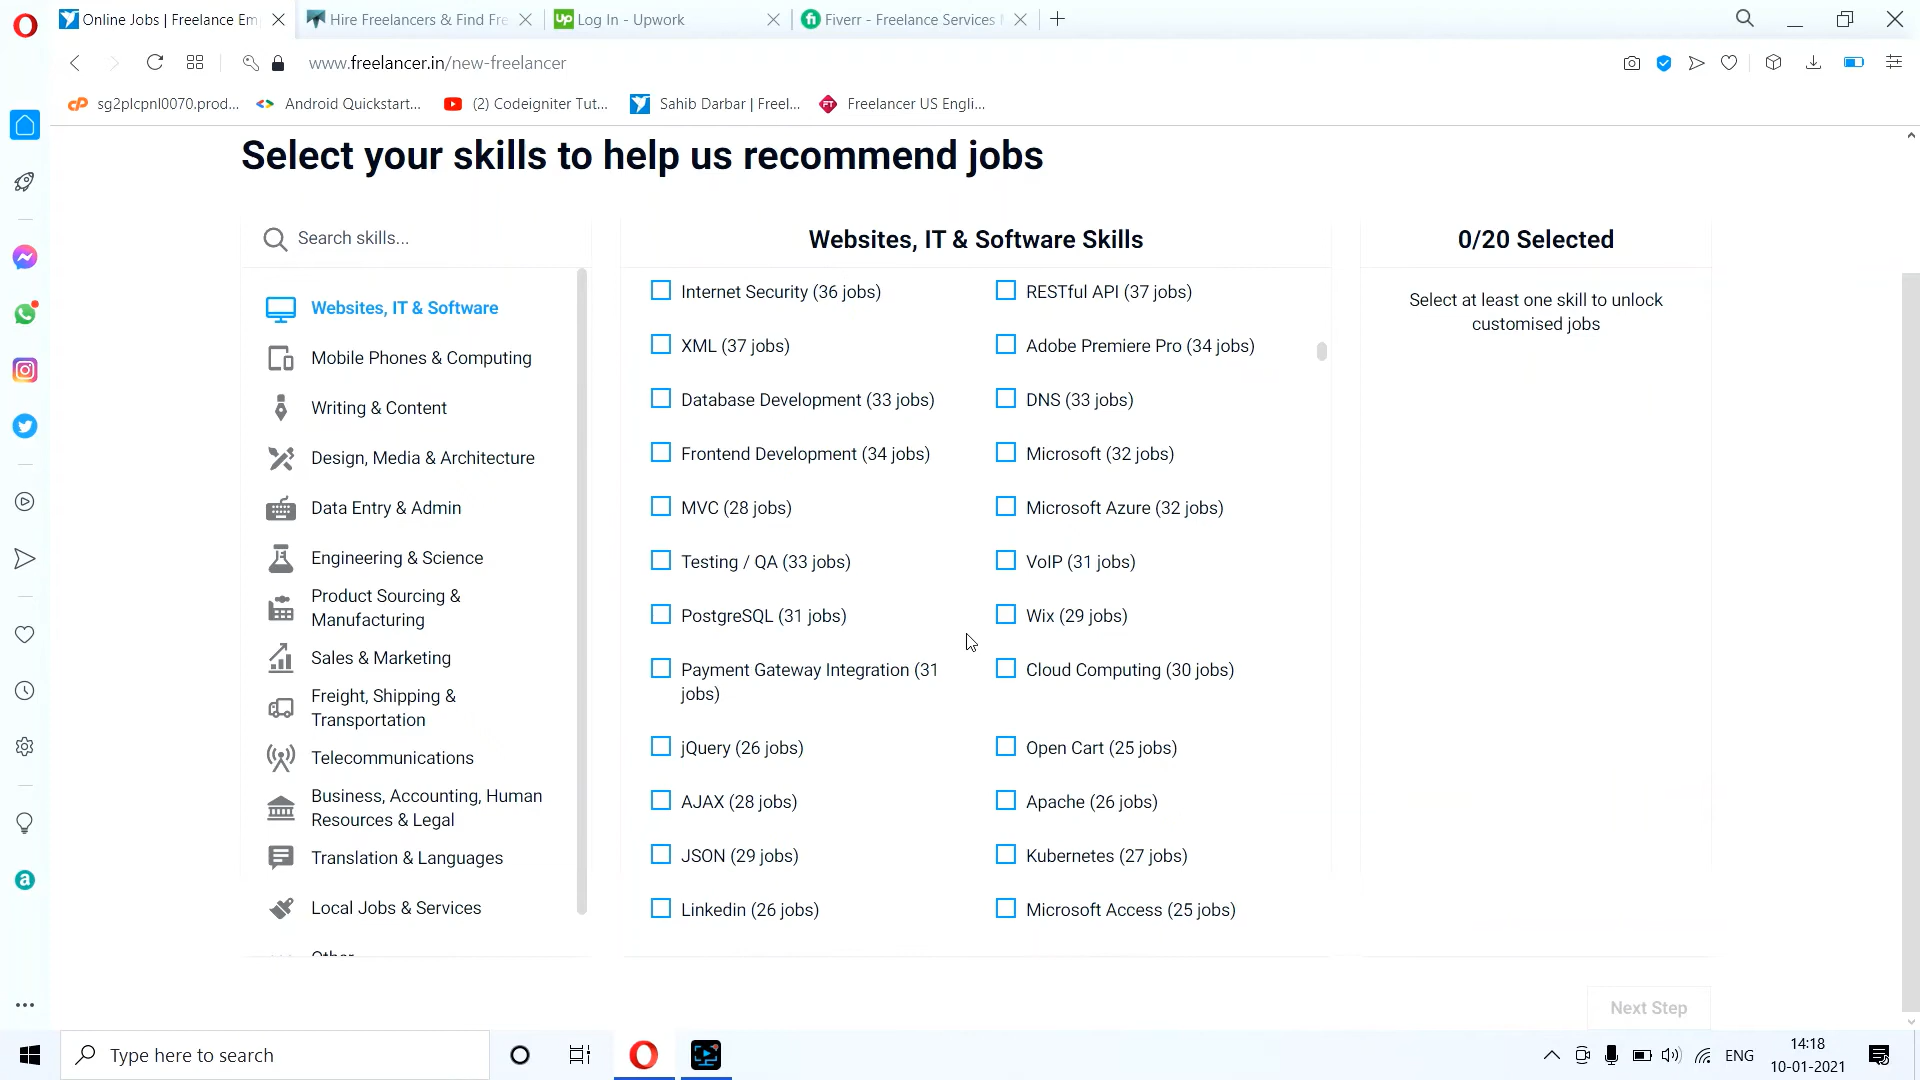 Online Jobs | Freelance Em
Hire Freelancers & Find Fre
Up Log In - Upwork
fi Fiverr - Freelance Services
www.freelancer.in/new-freelancer
cP sg2plcpnl0070.prod...
Android Quickstart...
(2) Codeigniter Tut...
Sahib Darbar | Freel...
FT Freelancer US Engli...
Select your skills to help us recommend jobs
Search skills...
Websites, IT & Software
Mobile Phones & Computing
Writing & Content
Design, Media & Architecture
Data Entry & Admin
Engineering & Science
Product Sourcing &
Manufacturing
Sales & Marketing
Freight, Shipping &
Transportation
Telecommunications
Business, Accounting, Human
Resources & Legal
Translation & Languages
Local Jobs & Services
Other
Websites, IT & Software Skills
Internet Security (36 jobs)
RESTful API (37 jobs)
XML (37 jobs)
Adobe Premiere Pro (34 jobs)
Database Development (33 jobs)
DNS (33 jobs)
Frontend Development (34 jobs)
Microsoft (32 jobs)
MVC (28 jobs)
Microsoft Azure (32 jobs)
Testing / QA (33 jobs)
VoIP (31 jobs)
PostgreSQL (31 jobs)
Wix (29 jobs)
Payment Gateway Integration (31
jobs)
Cloud Computing (30 jobs)
jQuery (26 jobs)
Open Cart (25 jobs)
AJAX (28 jobs)
Apache (26 jobs)
JSON (29 jobs)
Kubernetes (27 jobs)
Linkedin (26 jobs)
Microsoft Access (25 jobs)
0/20 Selected
Select at least one skill to unlock
customised jobs
Next Step
Type here to search
ENG
14:18
10-01-2021